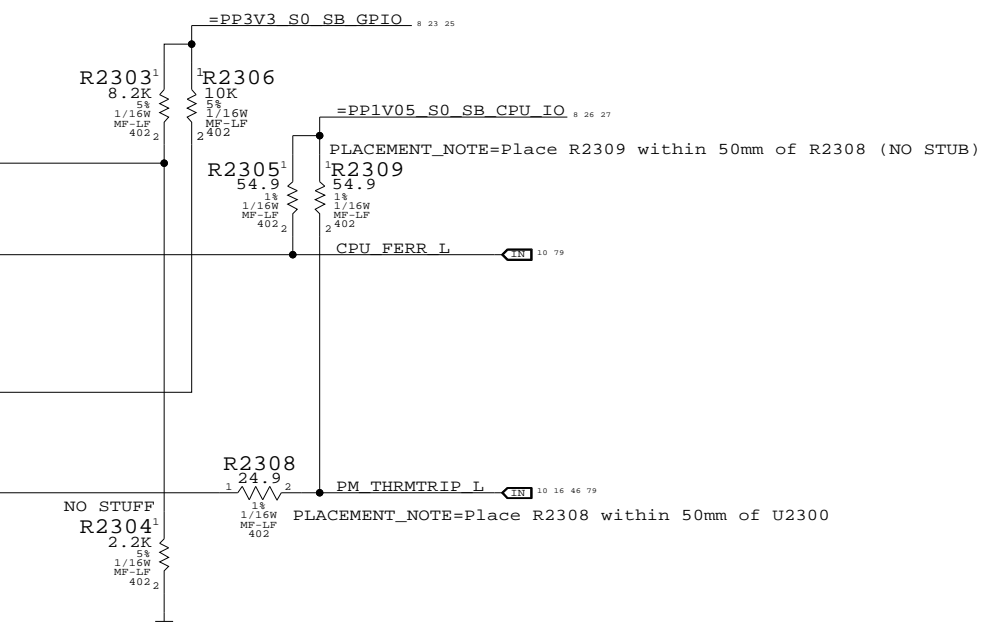 =PP3V3_S0_SB_GPIO 8 23 25
R2303 1
8.2K
5%
1/16W
MF-LF
402 2
1 R2306
10K
5%
1/16W
MF-LF
2 402
=PP1V05_S0_SB_CPU_IO 8 26 27
PLACEMENT_NOTE=Place R2309 within 50mm of R2308 (NO STUB)
R2305 1
54.9
1%
1/16W
MF-LF
402 2
1 R2309
54.9
1%
1/16W
MF-LF
2 402
CPU_FERR_L IN 10 79
R2308
24.9
1 2
1%
1/16W
MF-LF
402
PM_THRMTRIP_L IN 10 16 46 79
PLACEMENT_NOTE=Place R2308 within 50mm of U2300
NO STUFF
R2304 1
2.2K
5%
1/16W
MF-LF
402 2